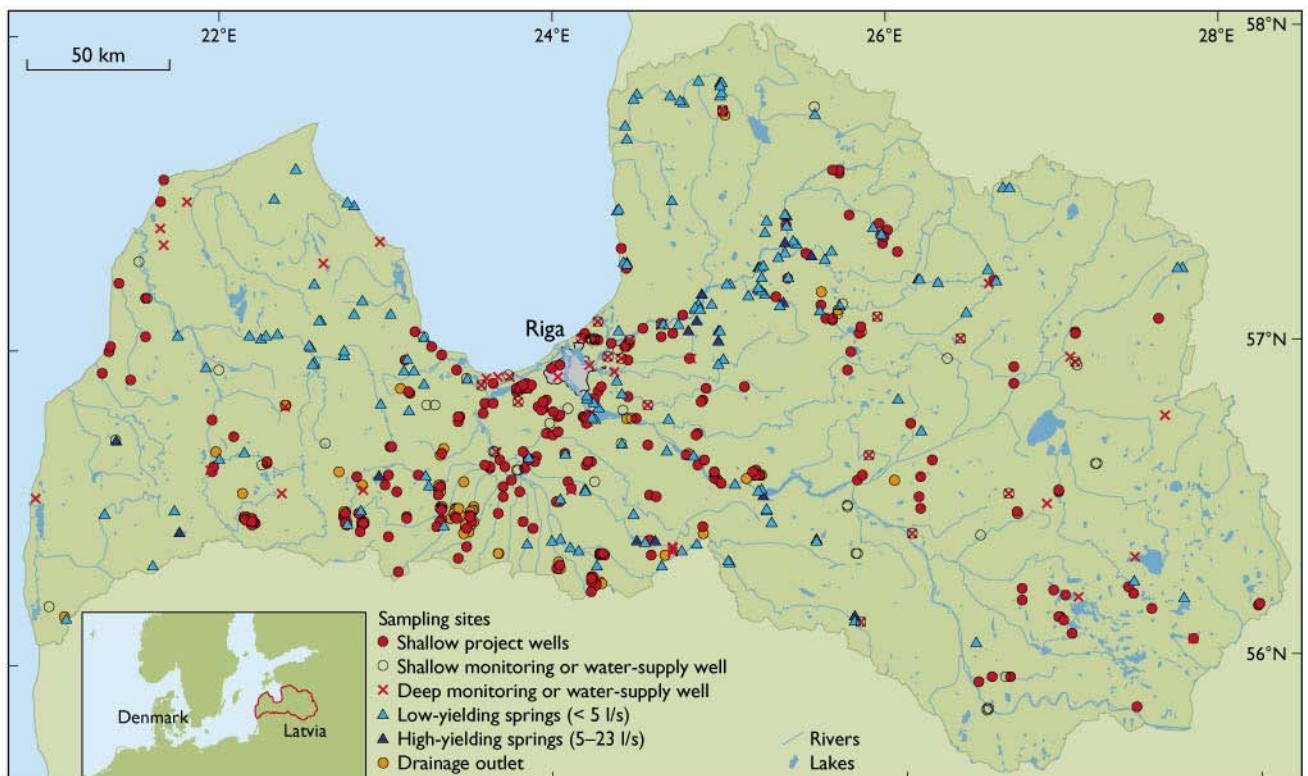 22°E
24°E
26°E
28°E
58°N
50 km
Riga
57°N
56°N
Sampling sites
Shallow project wells
Shallow monitoring or water-supply well
Deep monitoring or water-supply well
Low-yielding springs (< 5 l/s)
High-yielding springs (5–23 l/s)
Drainage outlet
Rivers
Lakes
Denmark
Latvia